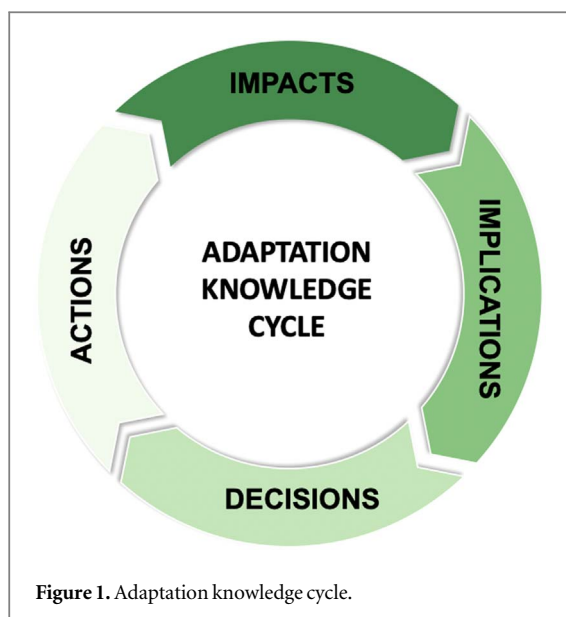 IMPACTS
IMPLICATIONS
DECISIONS
ACTIONS
ADAPTATION
KNOWLEDGE
CYCLE
Figure 1. Adaptation knowledge cycle.